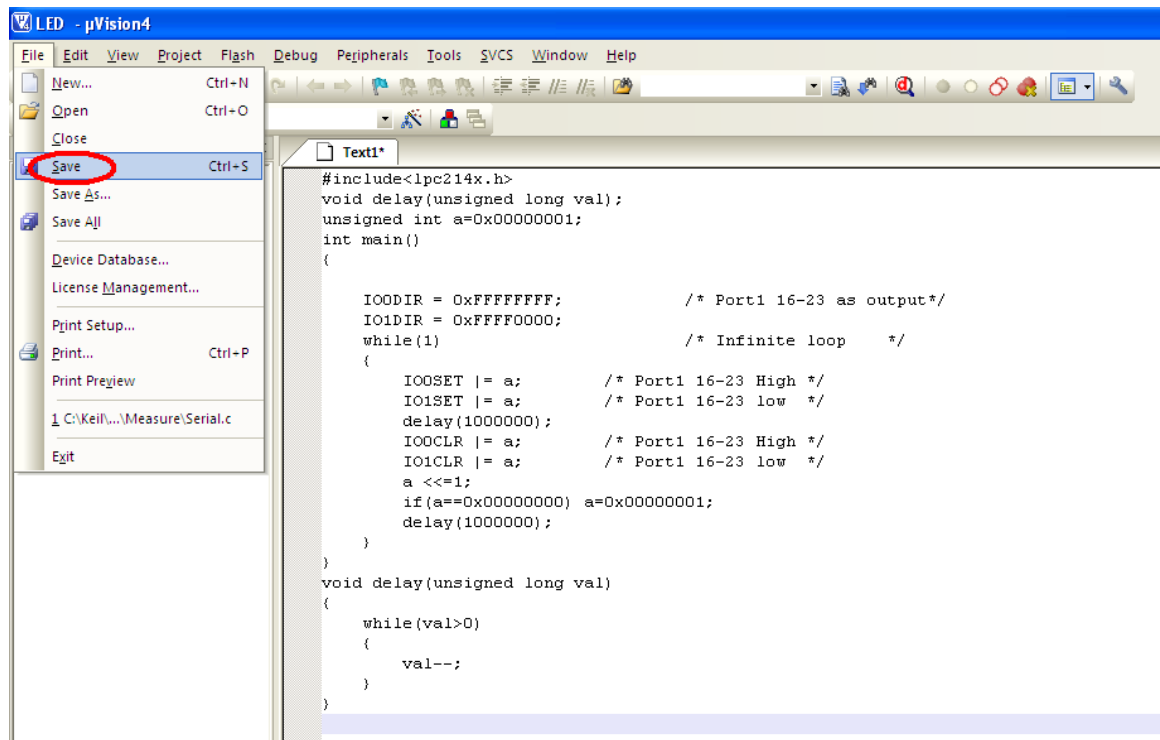 LED - µVision4
File Edit View Project Flash Debug Peripherals Tools SVCS Window Help
New... Ctrl+N
Open Ctrl+O
Close
Save Ctrl+S
Save As...
Save All
Device Database...
License Management...
Print Setup...
Print... Ctrl+P
Print Preview
1 C:\Keil\...\Measure\Serial.c
Exit
Text1*
#include<lpc214x.h>
void delay(unsigned long val);
unsigned int a=0x00000001;
int main()
{
IO0DIR = 0xFFFFFFFF; /* Port1 16-23 as output*/
IO1DIR = 0xFFFF0000;
while(1) /* Infinite loop */
{
IO0SET |= a; /* Port1 16-23 High */
IO1SET |= a; /* Port1 16-23 low */
delay(1000000);
IO0CLR |= a; /* Port1 16-23 High */
IO1CLR |= a; /* Port1 16-23 low */
a <<=1;
if(a==0x00000000) a=0x00000001;
delay(1000000);
}
}
void delay(unsigned long val)
{
while(val>0)
{
val--;
}
}